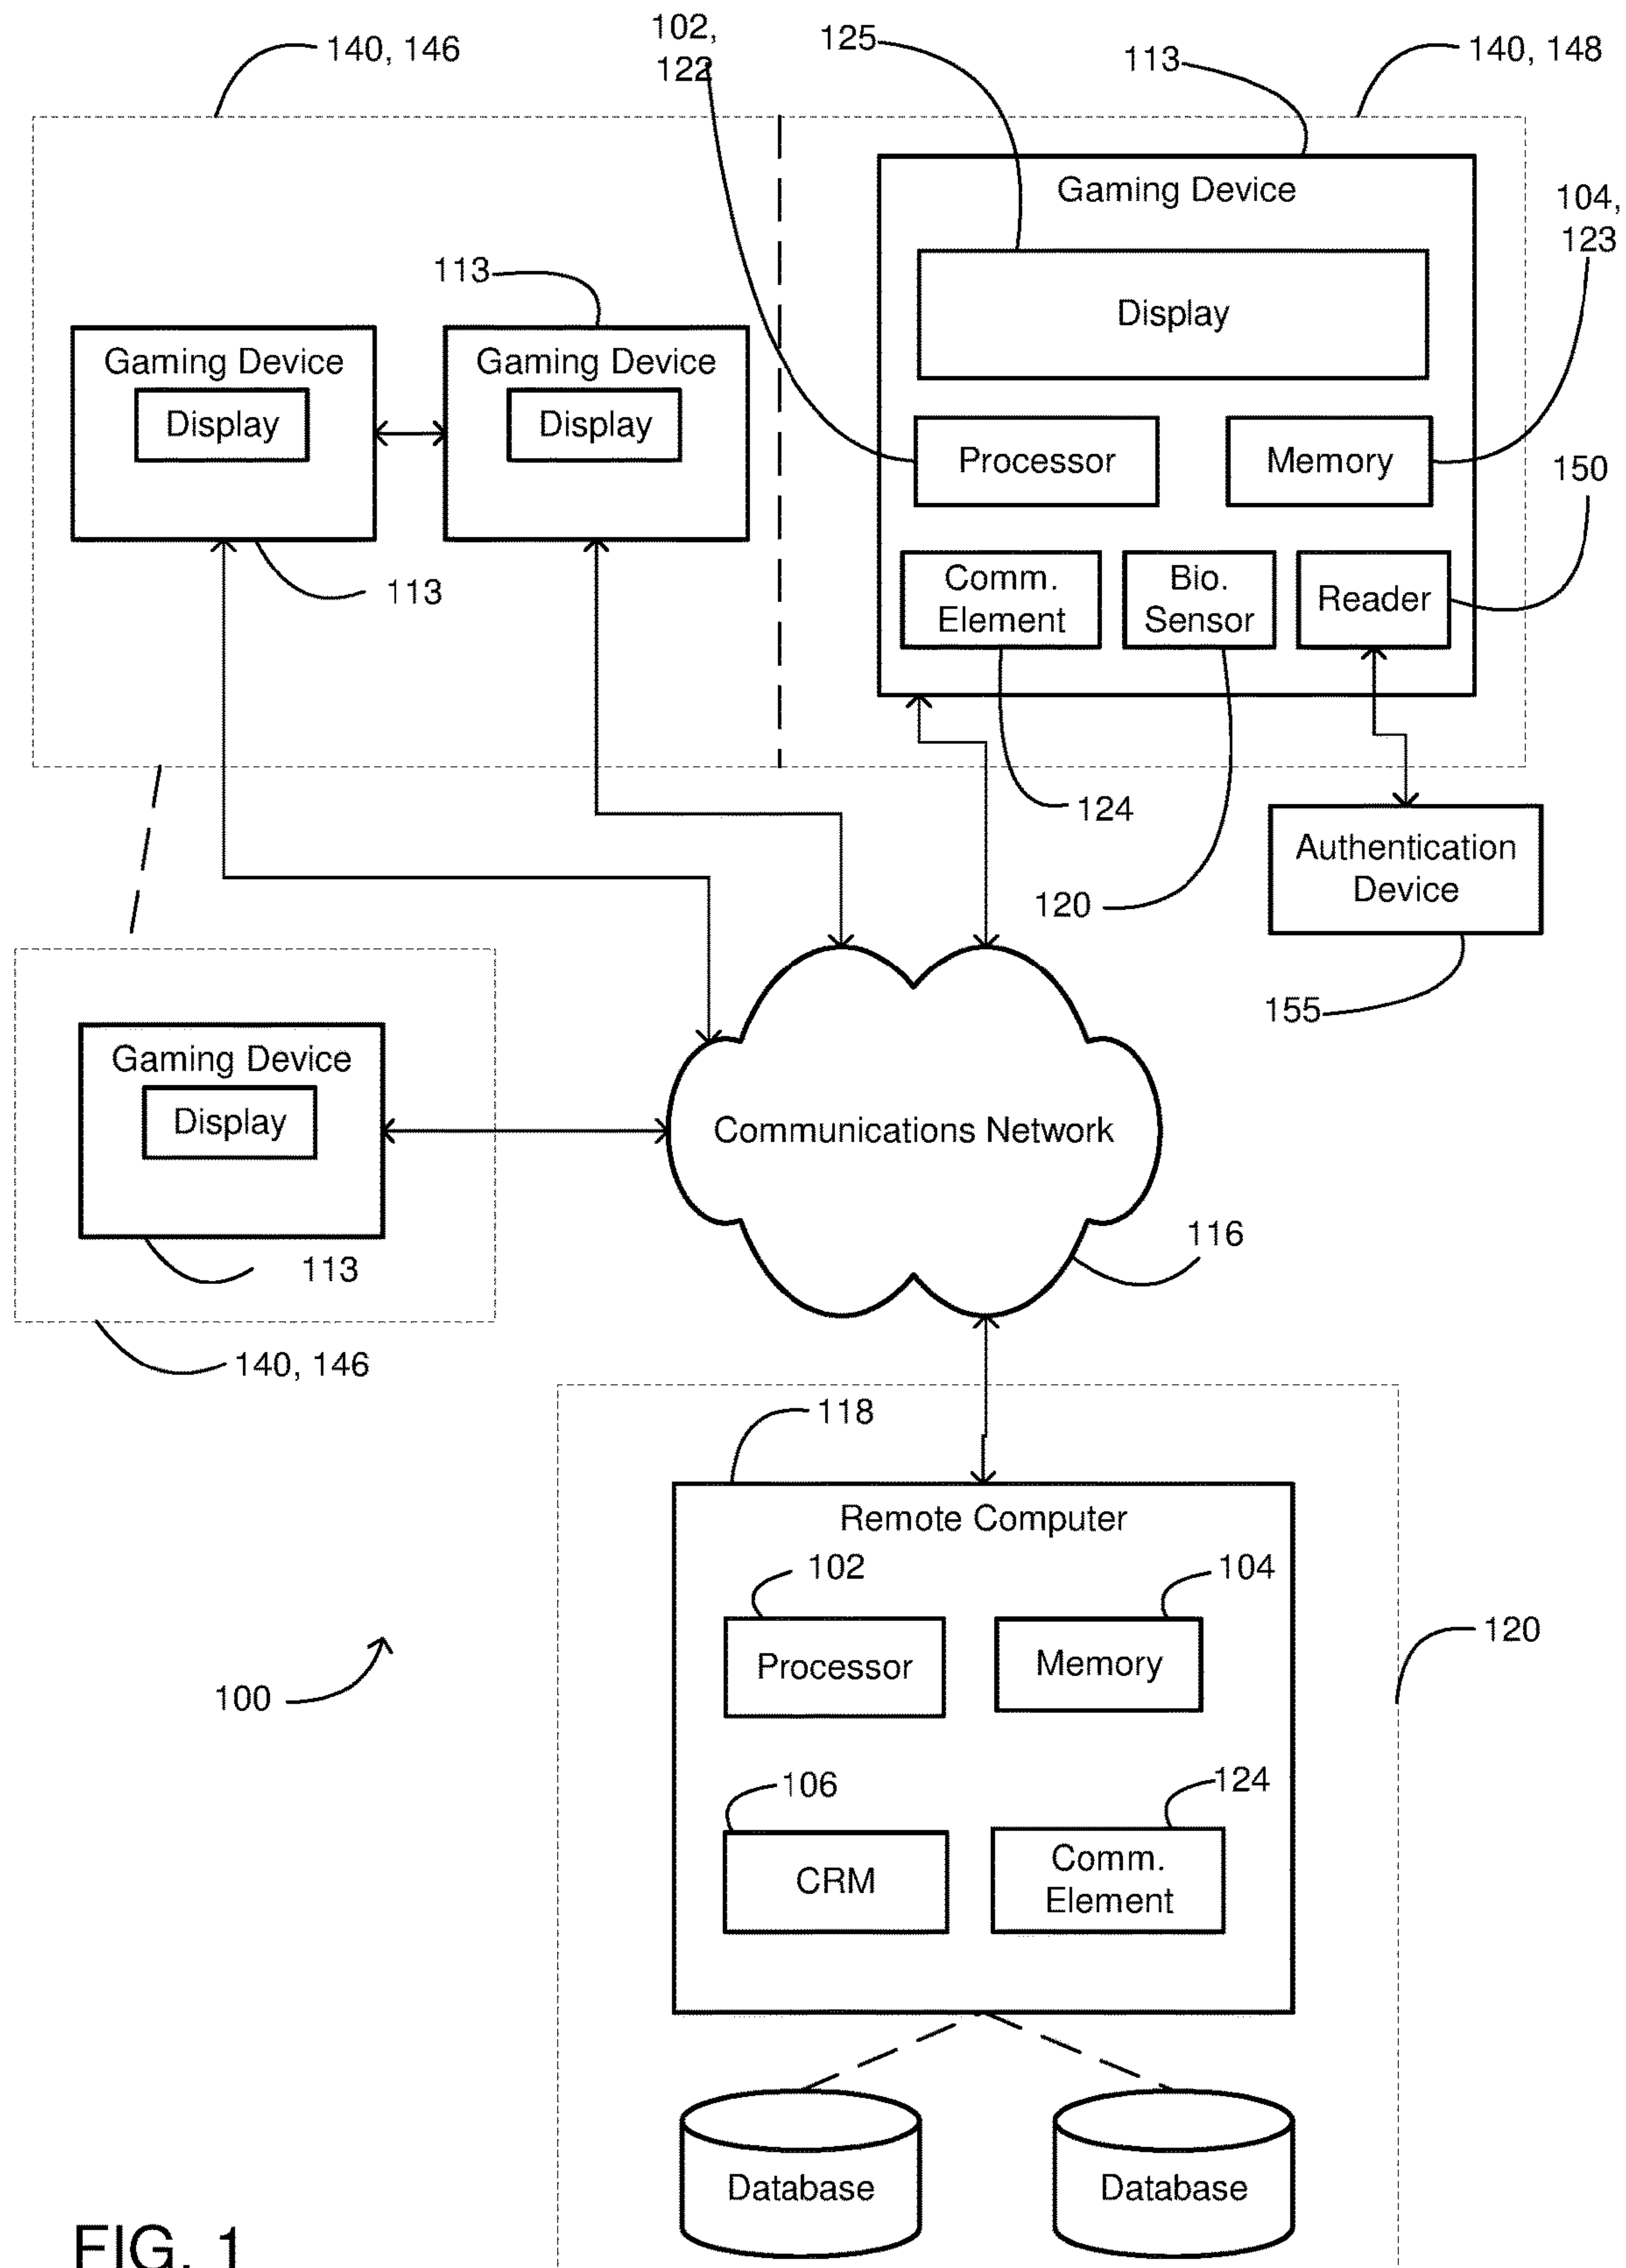 102,
122
125
113
140, 146
140, 148
Gaming Device
104,
123
Display
113
Gaming Device
Display
Gaming Device
Display
Processor
Memory
150
113
Comm.
Element
Bio.
Sensor
Reader
124
120
Authentication
Device
155
Gaming Device
Display
113
140, 146
Communications Network
116
118
Remote Computer
102
104
Processor
Memory
120
100
106
124
CRM
Comm.
Element
Database
Database
FIG. 1